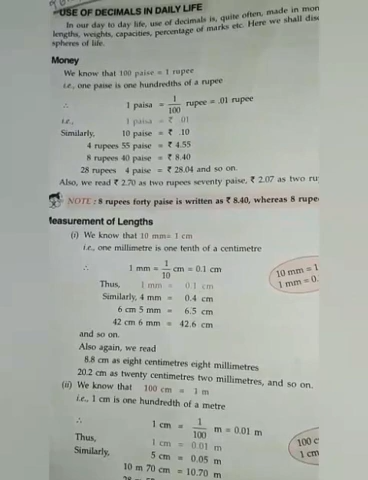 USE OF DECIMALS IN DAILY LIFE
In our day to day life, use of decimals is, quite often, made in
lengths, weights, capacities, percentage of marks etc. Here we shall
spheres of life.
Money
We know that 100 paise = 1 rupee
i.e., one paise is one hundredths of a rupee
∴ 1 paisa = 1/100 rupee = .01 rupee
i.e., 1 paisa = ₹ .01
Similarly, 10 paise = ₹ .10
4 rupees 55 paise = ₹ 4.55
8 rupees 40 paise = ₹ 8.40
28 rupees 4 paise = ₹ 28.04 and so on.
Also, we read ₹ 2.70 as two rupees seventy paise, ₹ 2.07 as two
NOTE : 8 rupees forty paise is written as ₹ 8.40, whereas 8
Measurement of Lengths
(i) We know that 10 mm= 1 cm
i.e., one millimetre is one tenth of a centimetre
∴ 1 mm = 1/10 cm = 0.1 cm
10 mm = 1
Thus, 1 mm = 0.1 cm
1 mm = 0.
Similarly, 4 mm = 0.4 cm
6 cm 5 mm = 6.5 cm
42 cm 6 mm = 42.6 cm
and so on.
Also again, we read
8.8 cm as eight centimetres eight millimetres
20.2 cm as twenty centimetres two millimetres, and so on.
(ii) We know that 100 cm = 1 m
i.e., 1 cm is one hundredth of a metre
∴ 1 cm = 1/100 m = 0.01 m
Thus, 1 cm = 0.01 m
100 c
Similarly, 5 cm = 0.05 m
1 cm
10 m 70 cm = 10.70 m